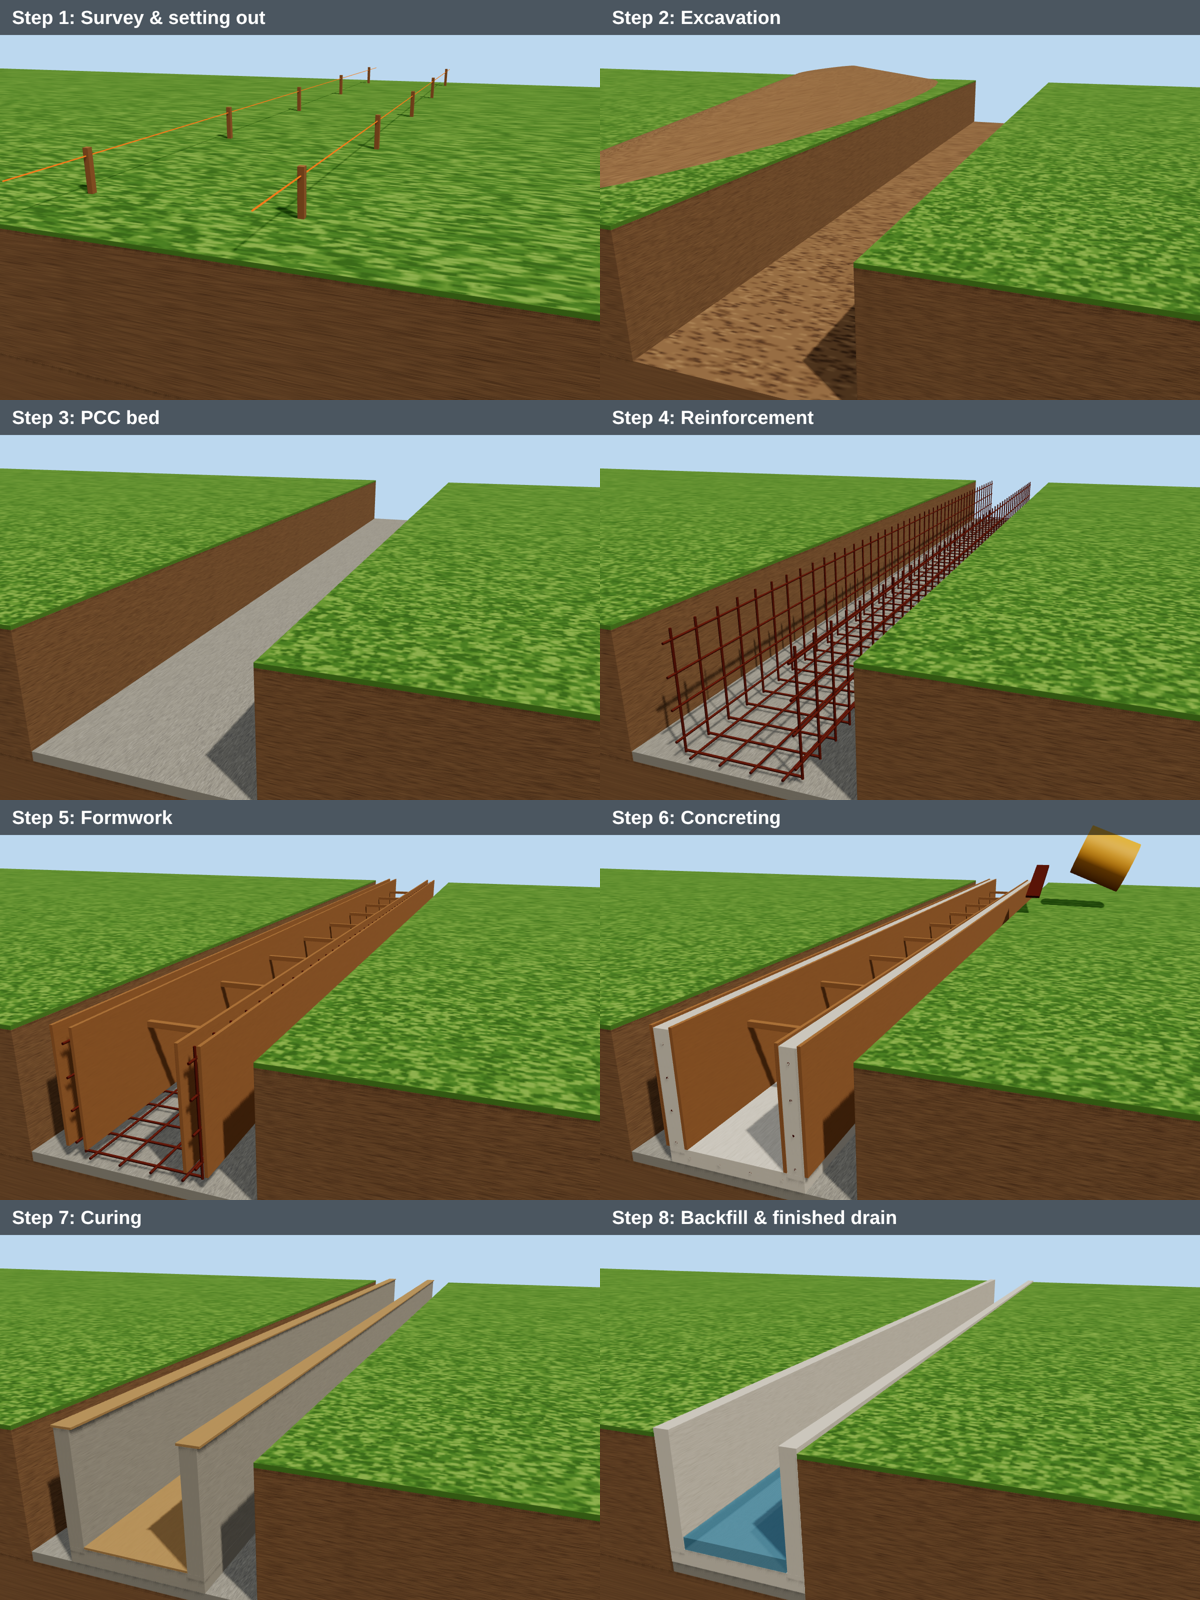 Step 1: Survey & setting out
Step 2: Excavation
Step 3: PCC bed
Step 4: Reinforcement
Step 5: Formwork
Step 6: Concreting
Step 7: Curing
Step 8: Backfill & finished drain